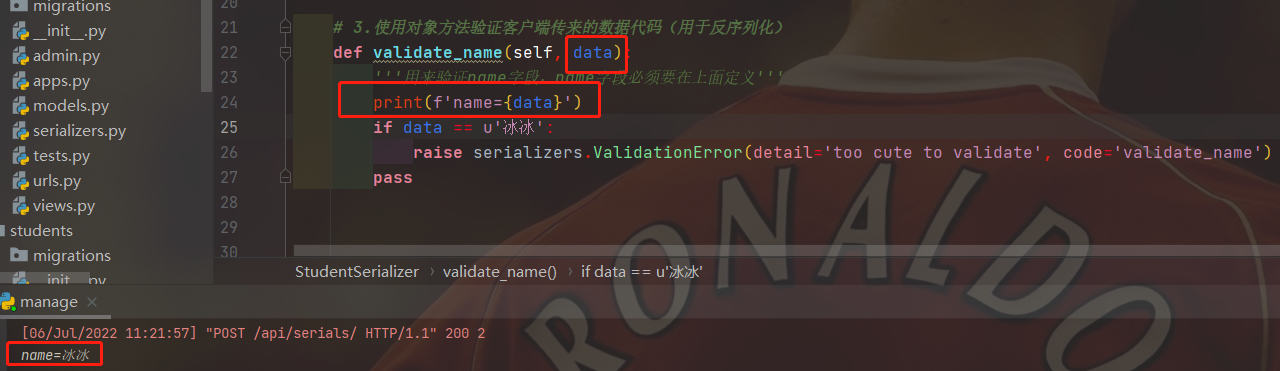 migrations
__init__.py
admin.py
apps.py
models.py
serializers.py
tests.py
urls.py
views.py
students
migrations
__init__.py
20
21 # 3.使用对象方法验证客户端传来的数据代码（用于反序列化）
22 def validate_name(self, data):
23 '''用来验证name字段，name字段必须要在上面定义'''
24 print(f'name={data}')
25 if data == u'冰冰':
26 raise serializers.ValidationError(detail='too cute to validate', code='validate_name')
27 pass
28
29
30
RONALDO
StudentSerializer › validate_name() › if data == u'冰冰'
manage ×
[06/Jul/2022 11:21:57] "POST /api/serials/ HTTP/1.1" 200 2
name=冰冰